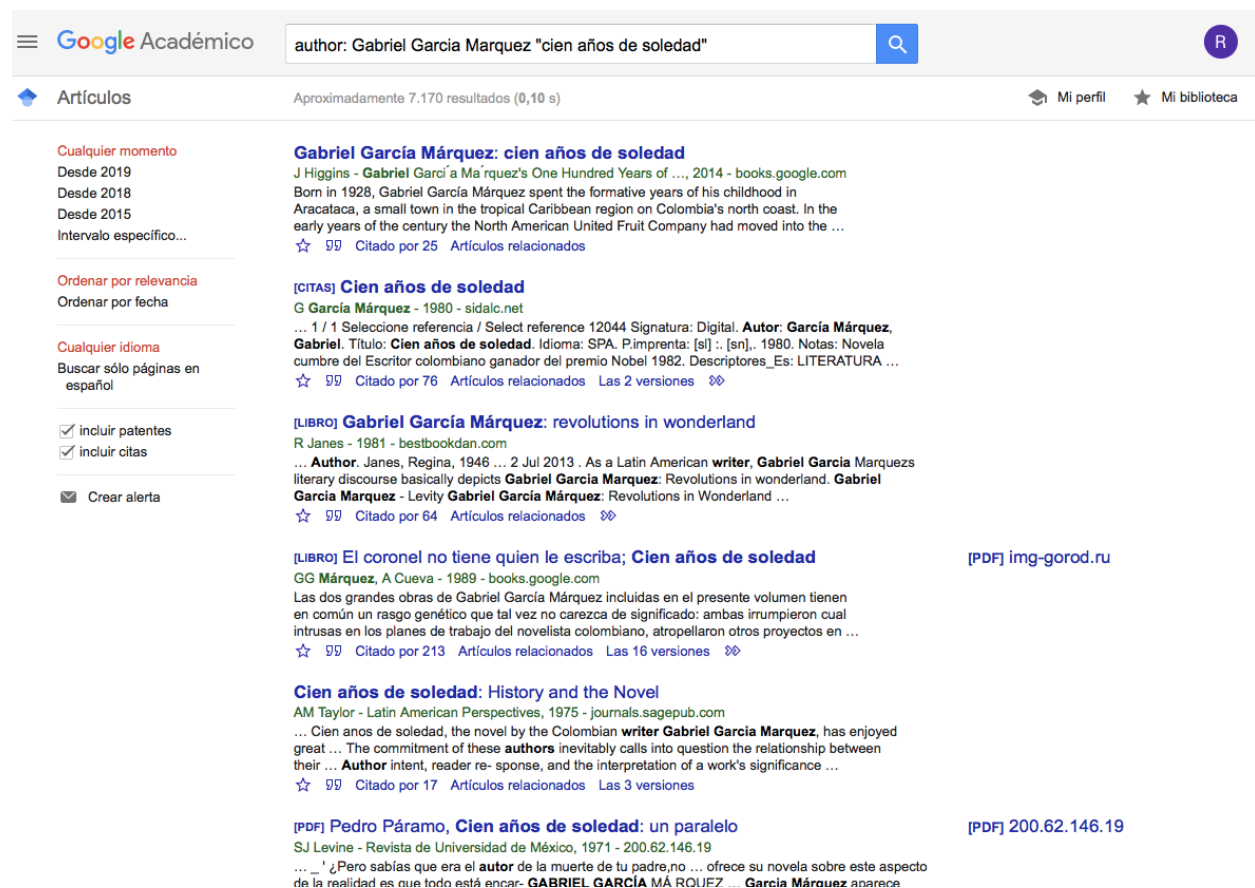 Google Académico
author: Gabriel Garcia Marquez "cien años de soledad"
R
Artículos
Aproximadamente 7.170 resultados (0,10 s)
Mi perfil
Mi biblioteca
Cualquier momento
Desde 2019
Desde 2018
Desde 2015
Intervalo específico...
Ordenar por relevancia
Ordenar por fecha
Cualquier idioma
Buscar sólo páginas en
español
incluir patentes
incluir citas
Crear alerta
Gabriel García Márquez: cien años de soledad
J Higgins - Gabriel Garci´a Ma´rquez's One Hundred Years of …, 2014 - books.google.com
Born in 1928, Gabriel García Márquez spent the formative years of his childhood in
Aracataca, a small town in the tropical Caribbean region on Colombia's north coast. In the
early years of the century the North American United Fruit Company had moved into the …
Citado por 25 Artículos relacionados
[CITAS] Cien años de soledad
G García Márquez - 1980 - sidalc.net
… 1 / 1 Seleccione referencia / Select reference 12044 Signatura: Digital. Autor: García Márquez,
Gabriel. Título: Cien años de soledad. Idioma: SPA. P.imprenta: [sl] :. [sn],. 1980. Notas: Novela
cumbre del Escritor colombiano ganador del premio Nobel 1982. Descriptores_Es: LITERATURA …
Citado por 76 Artículos relacionados Las 2 versiones
[LIBRO] Gabriel García Márquez: revolutions in wonderland
R Janes - 1981 - bestbookdan.com
… Author. Janes, Regina, 1946 … 2 Jul 2013 . As a Latin American writer, Gabriel Garcia Marquezs
literary discourse basically depicts Gabriel Garcia Marquez: Revolutions in wonderland. Gabriel
Garcia Marquez - Levity Gabriel García Márquez: Revolutions in Wonderland …
Citado por 64 Artículos relacionados
[LIBRO] El coronel no tiene quien le escriba; Cien años de soledad
[PDF] img-gorod.ru
GG Márquez, A Cueva - 1989 - books.google.com
Las dos grandes obras de Gabriel García Márquez incluidas en el presente volumen tienen
en común un rasgo genético que tal vez no carezca de significado: ambas irrumpieron cual
intrusas en los planes de trabajo del novelista colombiano, atropellaron otros proyectos en …
Citado por 213 Artículos relacionados Las 16 versiones
Cien años de soledad: History and the Novel
AM Taylor - Latin American Perspectives, 1975 - journals.sagepub.com
… Cien anos de soledad, the novel by the Colombian writer Gabriel Garcia Marquez, has enjoyed
great … The commitment of these authors inevitably calls into question the relationship between
their … Author intent, reader re- sponse, and the interpretation of a work's significance …
Citado por 17 Artículos relacionados Las 3 versiones
[PDF] Pedro Páramo, Cien años de soledad: un paralelo
[PDF] 200.62.146.19
SJ Levine - Revista de Universidad de México, 1971 - 200.62.146.19
… _ ' ¿Pero sabías que era el autor de la muerte de tu padre,no … ofrece su novela sobre este aspecto
de la realidad es que todo está encar- GABRIEL GARCÍA MÁ RQUEZ … Garcia Márquez aparece